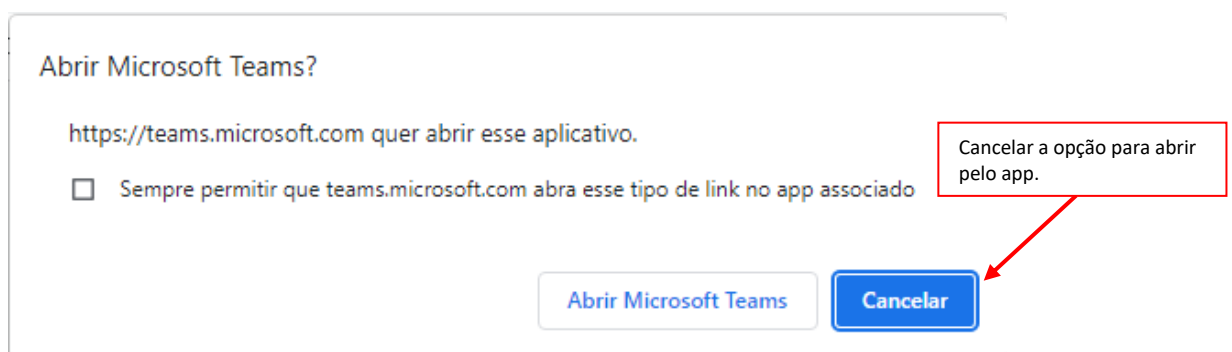 Abrir Microsoft Teams?
https://teams.microsoft.com quer abrir esse aplicativo.
Cancelar a opção para abrir
pelo app.
Sempre permitir que teams.microsoft.com abra esse tipo de link no app associado
Abrir Microsoft Teams
Cancelar